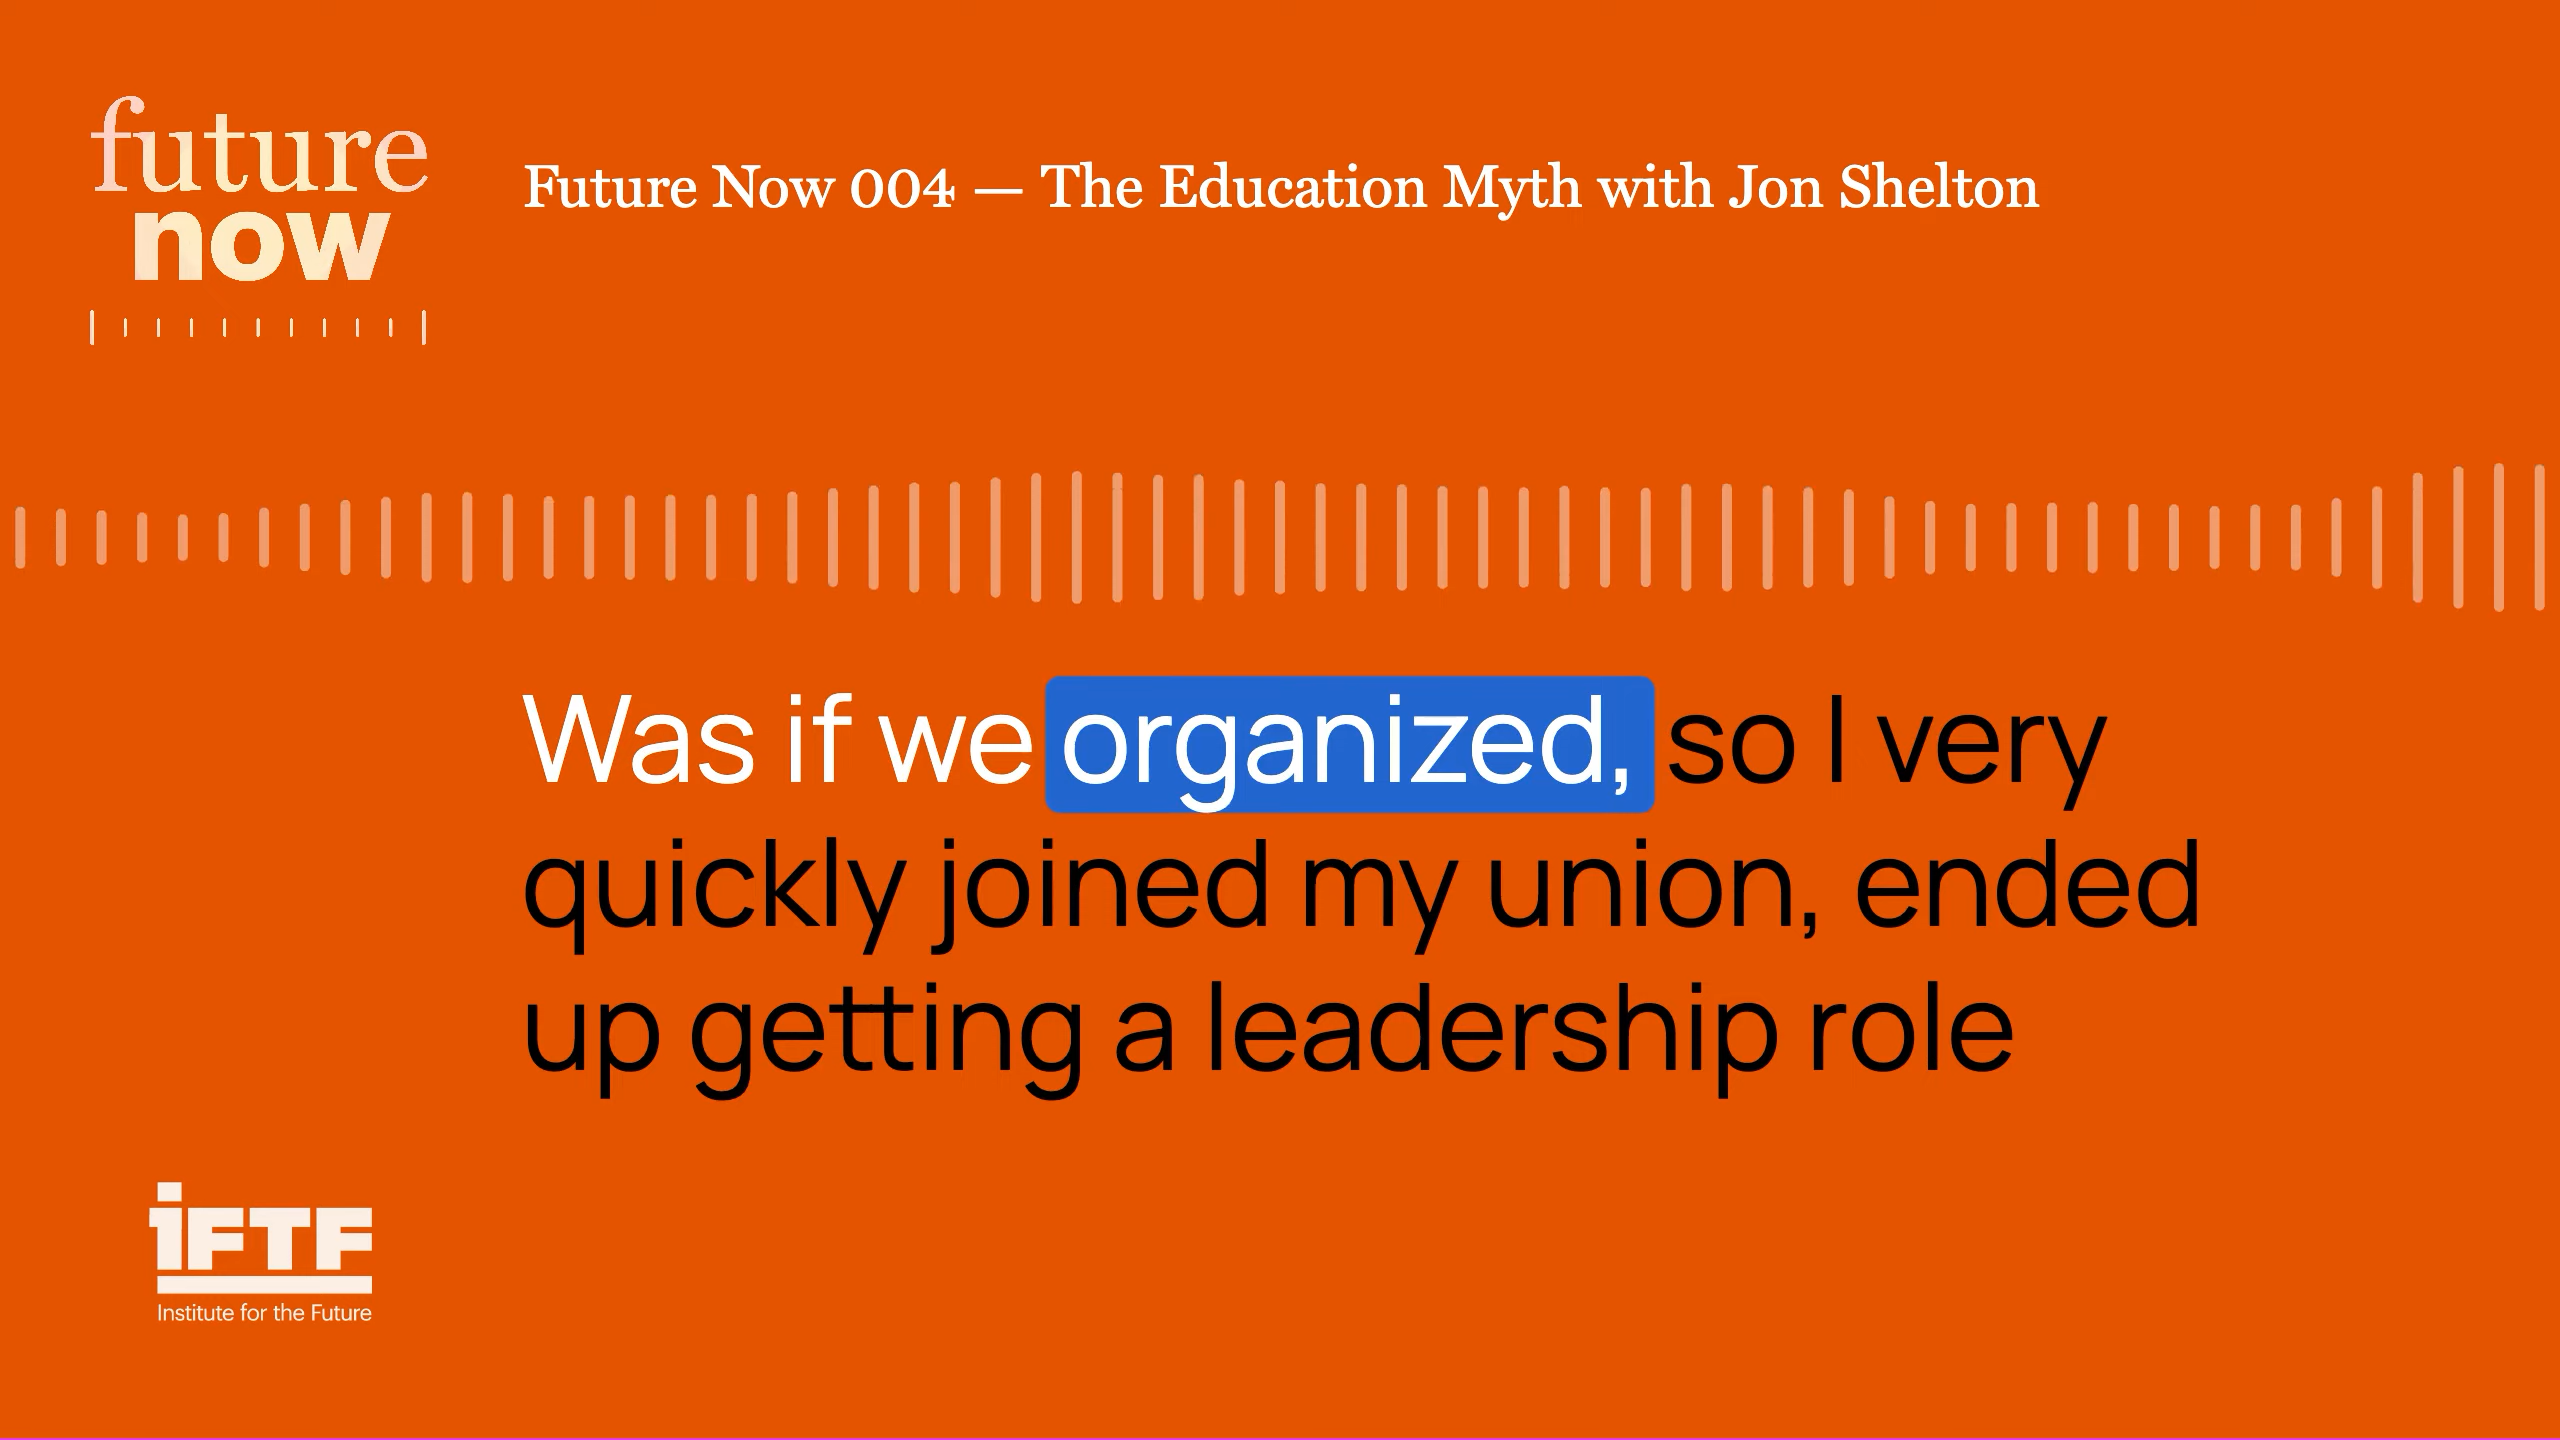 future
now
Future Now 004 — The Education Myth with Jon Shelton
Was if we organized, so I very
quickly joined my union, ended
up getting a leadership role
iFTF
Institute for the Future